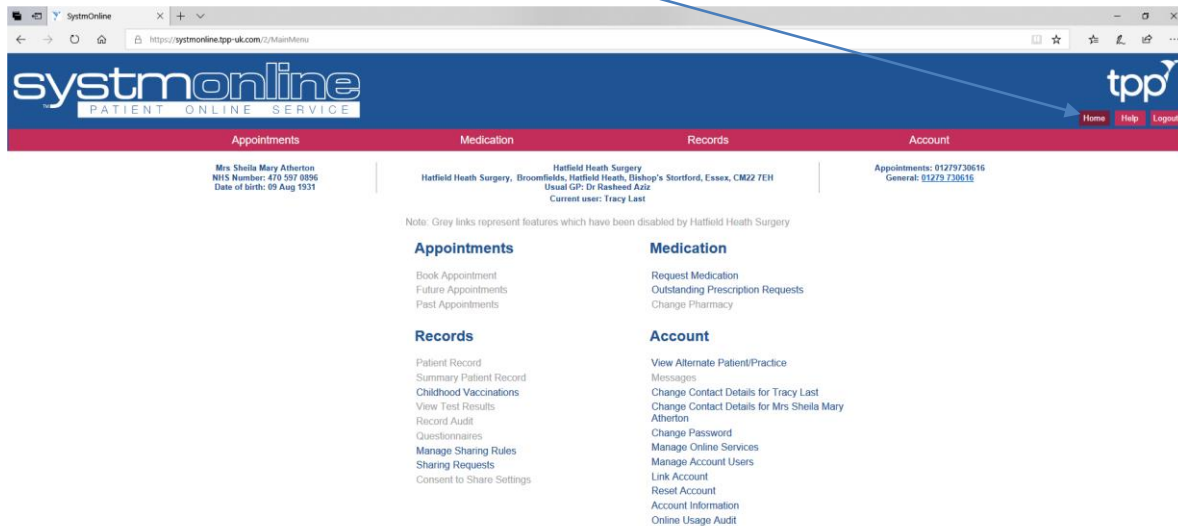 SystmOnline
https://systmonline.tpp-uk.com/2/MainMenu
systmonline
PATIENT ONLINE SERVICE
tpp
Home Help Logout
Appointments Medication Records Account
Mrs Sheila Mary Atherton
NHS Number: 470 597 0896
Date of birth: 09 Aug 1931
Hatfield Heath Surgery
Hatfield Heath Surgery, Broomfields, Hatfield Heath, Bishop's Stortford, Essex, CM22 7EH
Usual GP: Dr Rasheed Aziz
Current user: Tracy Last
Appointments: 01279730616
General: 01279 730616
Note: Grey links represent features which have been disabled by Hatfield Heath Surgery
Appointments
Book Appointment
Future Appointments
Past Appointments
Medication
Request Medication
Outstanding Prescription Requests
Change Pharmacy
Records
Patient Record
Summary Patient Record
Childhood Vaccinations
View Test Results
Record Audit
Questionnaires
Manage Sharing Rules
Sharing Requests
Consent to Share Settings
Account
View Alternate Patient/Practice
Messages
Change Contact Details for Tracy Last
Change Contact Details for Mrs Sheila Mary
Atherton
Change Password
Manage Online Services
Manage Account Users
Link Account
Reset Account
Account Information
Online Usage Audit